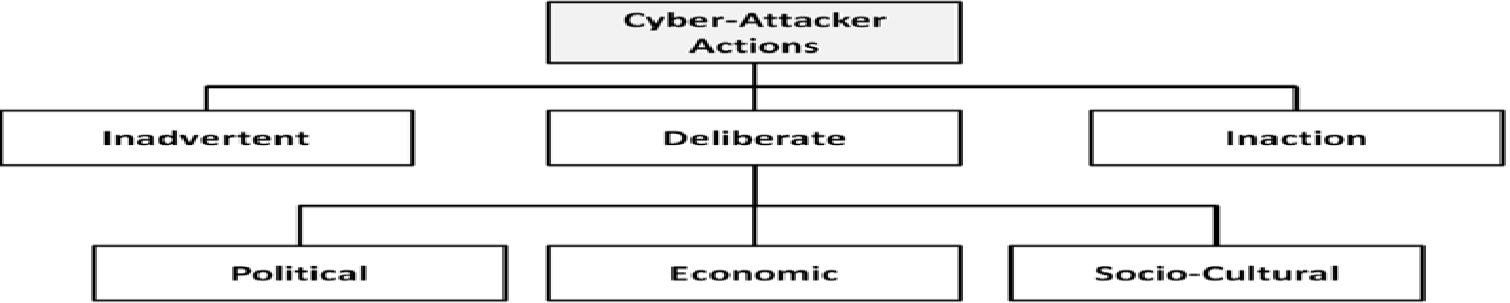 Cyber-Attacker
Actions
Inadvertent
Deliberate
Inaction
Political
Economic
Socio-Cultural